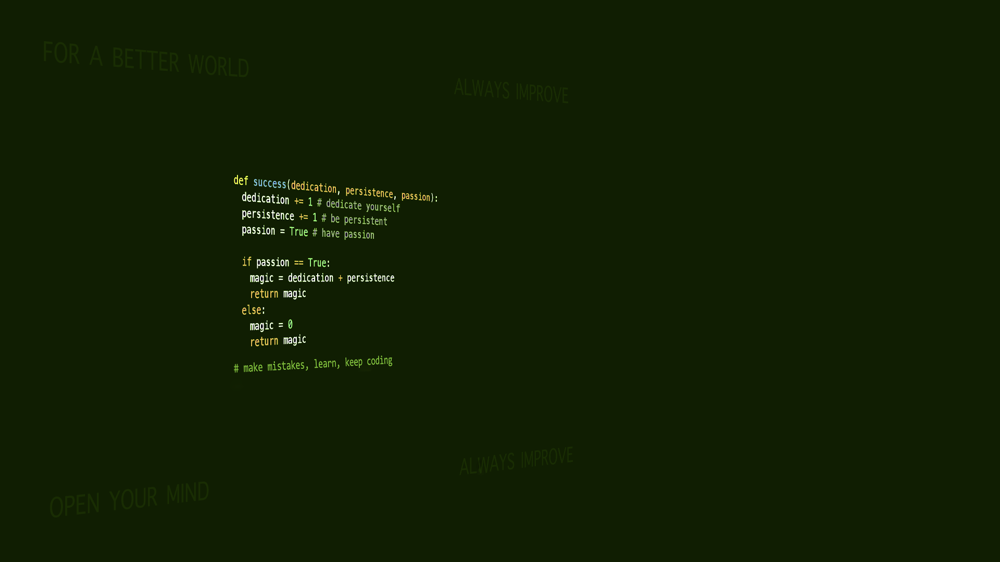 FOR A BETTER WORLD
ALWAYS IMPROVE
def success(dedication, persistence, passion):
  dedication += 1 # dedicate yourself
  persistence += 1 # be persistent
  passion = True # have passion

  if passion == True:
    magic = dedication + persistence
    return magic
  else:
    magic = 0
    return magic

# make mistakes, learn, keep coding
ALWAYS IMPROVE
OPEN YOUR MIND